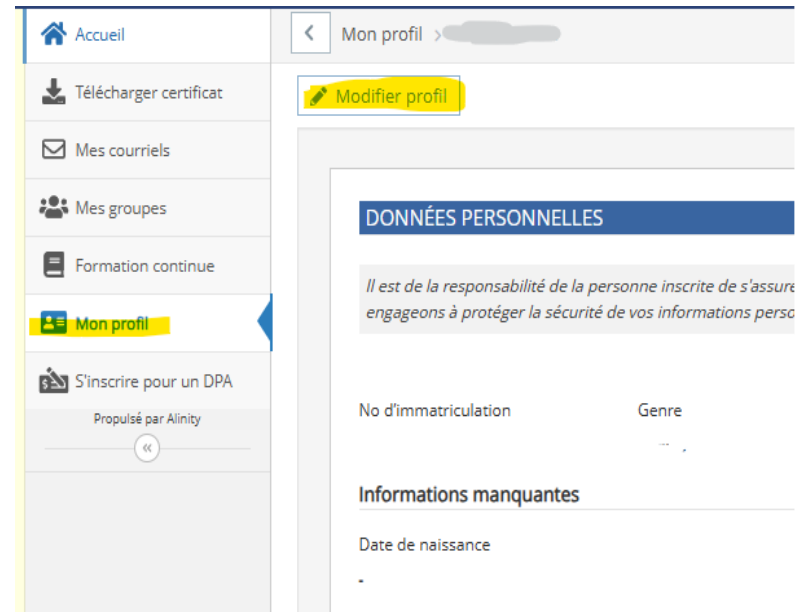 Accueil
Télécharger certificat
Mes courriels
Mes groupes
Formation continue
Mon profil
S'inscrire pour un DPA
Propulsé par Alinity
Mon profil >
Modifier profil
DONNÉES PERSONNELLES
Il est de la responsabilité de la personne inscrite de s'assure
engageons à protéger la sécurité de vos informations perso
No d'immatriculation Genre
Informations manquantes
Date de naissance
-